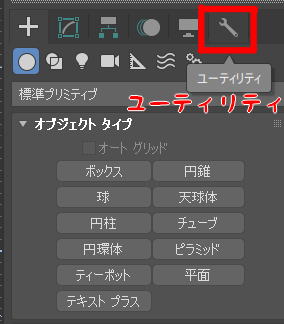 ユーティリティ
標準プリミティブ
ユーティリティ
オブジェクト タイプ
オート グリッド
ボックス 円錐
球 天球体
円柱 チューブ
円環体 ピラミッド
ティーポット 平面
テキスト プラス